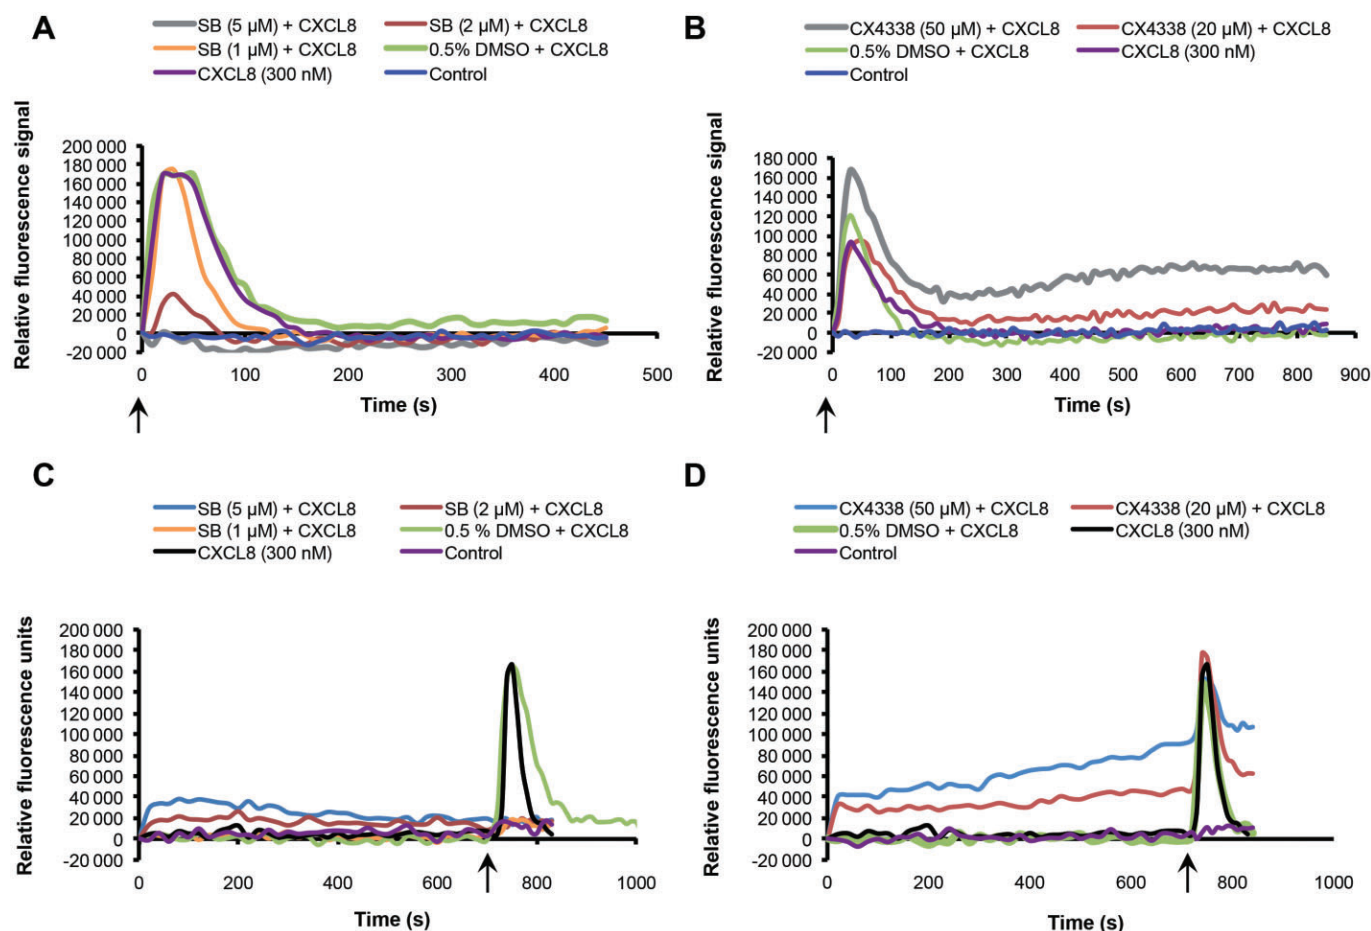 A
SB (5 µM) + CXCL8
SB (2 µM) + CXCL8
SB (1 µM) + CXCL8
0.5% DMSO + CXCL8
CXCL8 (300 nM)
Control
Relative fluorescence signal
200 000
180 000
160 000
140 000
120 000
100 000
80 000
60 000
40 000
20 000
0
-20 000
0 100 200 300 400 500
Time (s)
B
CX4338 (50 µM) + CXCL8
CX4338 (20 µM) + CXCL8
0.5% DMSO + CXCL8
CXCL8 (300 nM)
Control
Relative fluorescence signal
180 000
160 000
140 000
120 000
100 000
80 000
60 000
40 000
20 000
0
-20 000
0 100 200 300 400 500 600 700 800 900
Time (s)
C
SB (5 µM) + CXCL8
SB (2 µM) + CXCL8
SB (1 µM) + CXCL8
0.5 % DMSO + CXCL8
CXCL8 (300 nM)
Control
Relative fluorescence units
200 000
180 000
160 000
140 000
120 000
100 000
80 000
60 000
40 000
20 000
0
-20 000
0 200 400 600 800 1000
Time (s)
D
CX4338 (50 µM) + CXCL8
CX4338 (20 µM) + CXCL8
0.5% DMSO + CXCL8
CXCL8 (300 nM)
Control
Relative fluorescence units
200 000
180 000
160 000
140 000
120 000
100 000
80 000
60 000
40 000
20 000
0
-20 000
0 200 400 600 800 1000
Time (s)